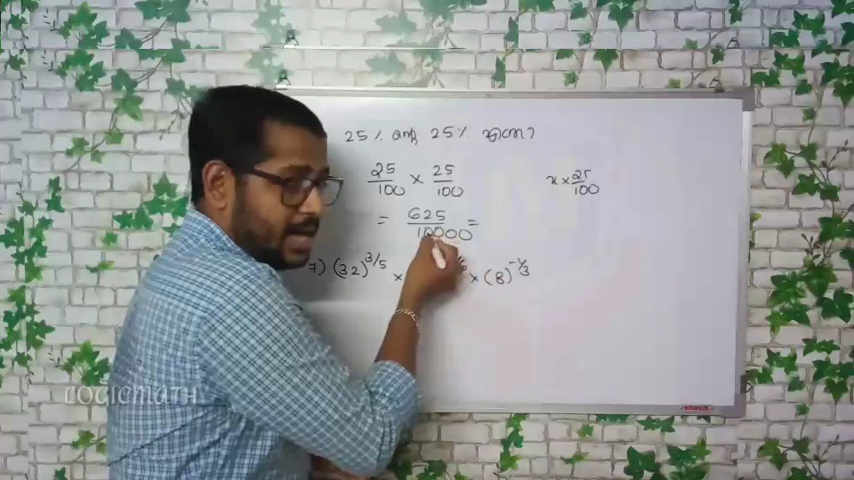 25 % ന്റെ 25 % എത്ര?
25/100 × 25/100
x × 25/100
= 625/10000 =
7) (32)^3/5 × × (8)^-1/3
LOGICMATH